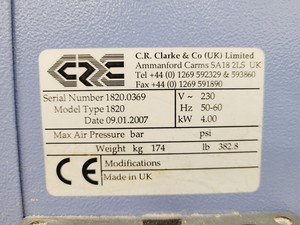 CRC
C.R. Clarke & Co (UK) Limited
Ammanford Carms SA18 2LS UK
Tel +44 (0) 1269 592329 & 593860
Fax +44 (0) 1269 591890
Serial Number 1820.0369
V ~ 230
Model Type 1820
Hz 50-60
Date 09.01.2007
kW 4.00
Max Air Pressure bar psi
Weight kg 174 lb 382.8
CE
Modifications
Made in UK